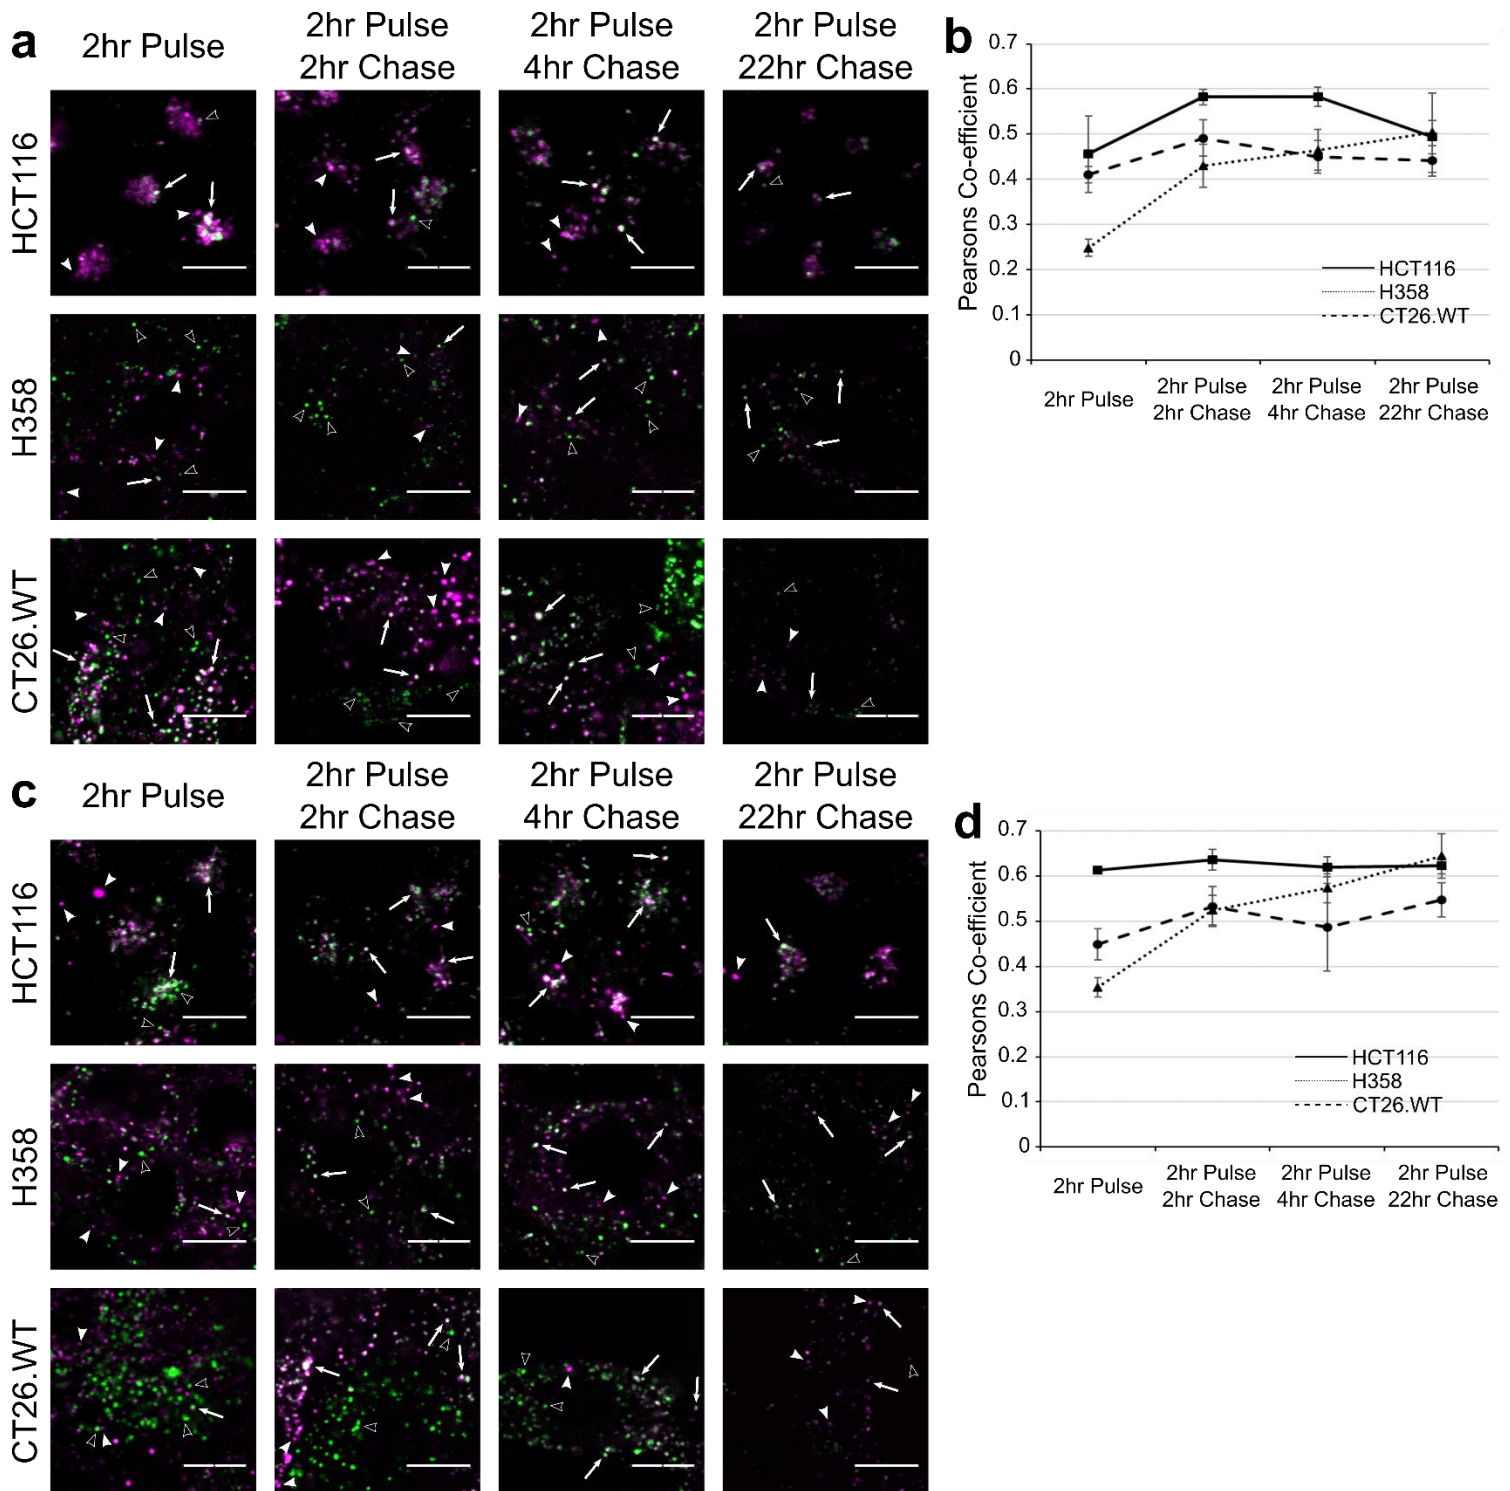 a
2hr Pulse
2hr Pulse
2hr Chase
2hr Pulse
4hr Chase
2hr Pulse
22hr Chase
HCT116
H358
CT26.WT
b
Pearsons Co-efficient
0.7
0.6
0.5
0.4
0.3
0.2
0.1
0
HCT116
H358
CT26.WT
2hr Pulse
2hr Pulse
2hr Chase
2hr Pulse
4hr Chase
2hr Pulse
22hr Chase
c
2hr Pulse
2hr Pulse
2hr Chase
2hr Pulse
4hr Chase
2hr Pulse
22hr Chase
HCT116
H358
CT26.WT
d
Pearsons Co-efficient
0.7
0.6
0.5
0.4
0.3
0.2
0.1
0
HCT116
H358
CT26.WT
2hr Pulse
2hr Pulse
2hr Chase
2hr Pulse
4hr Chase
2hr Pulse
22hr Chase